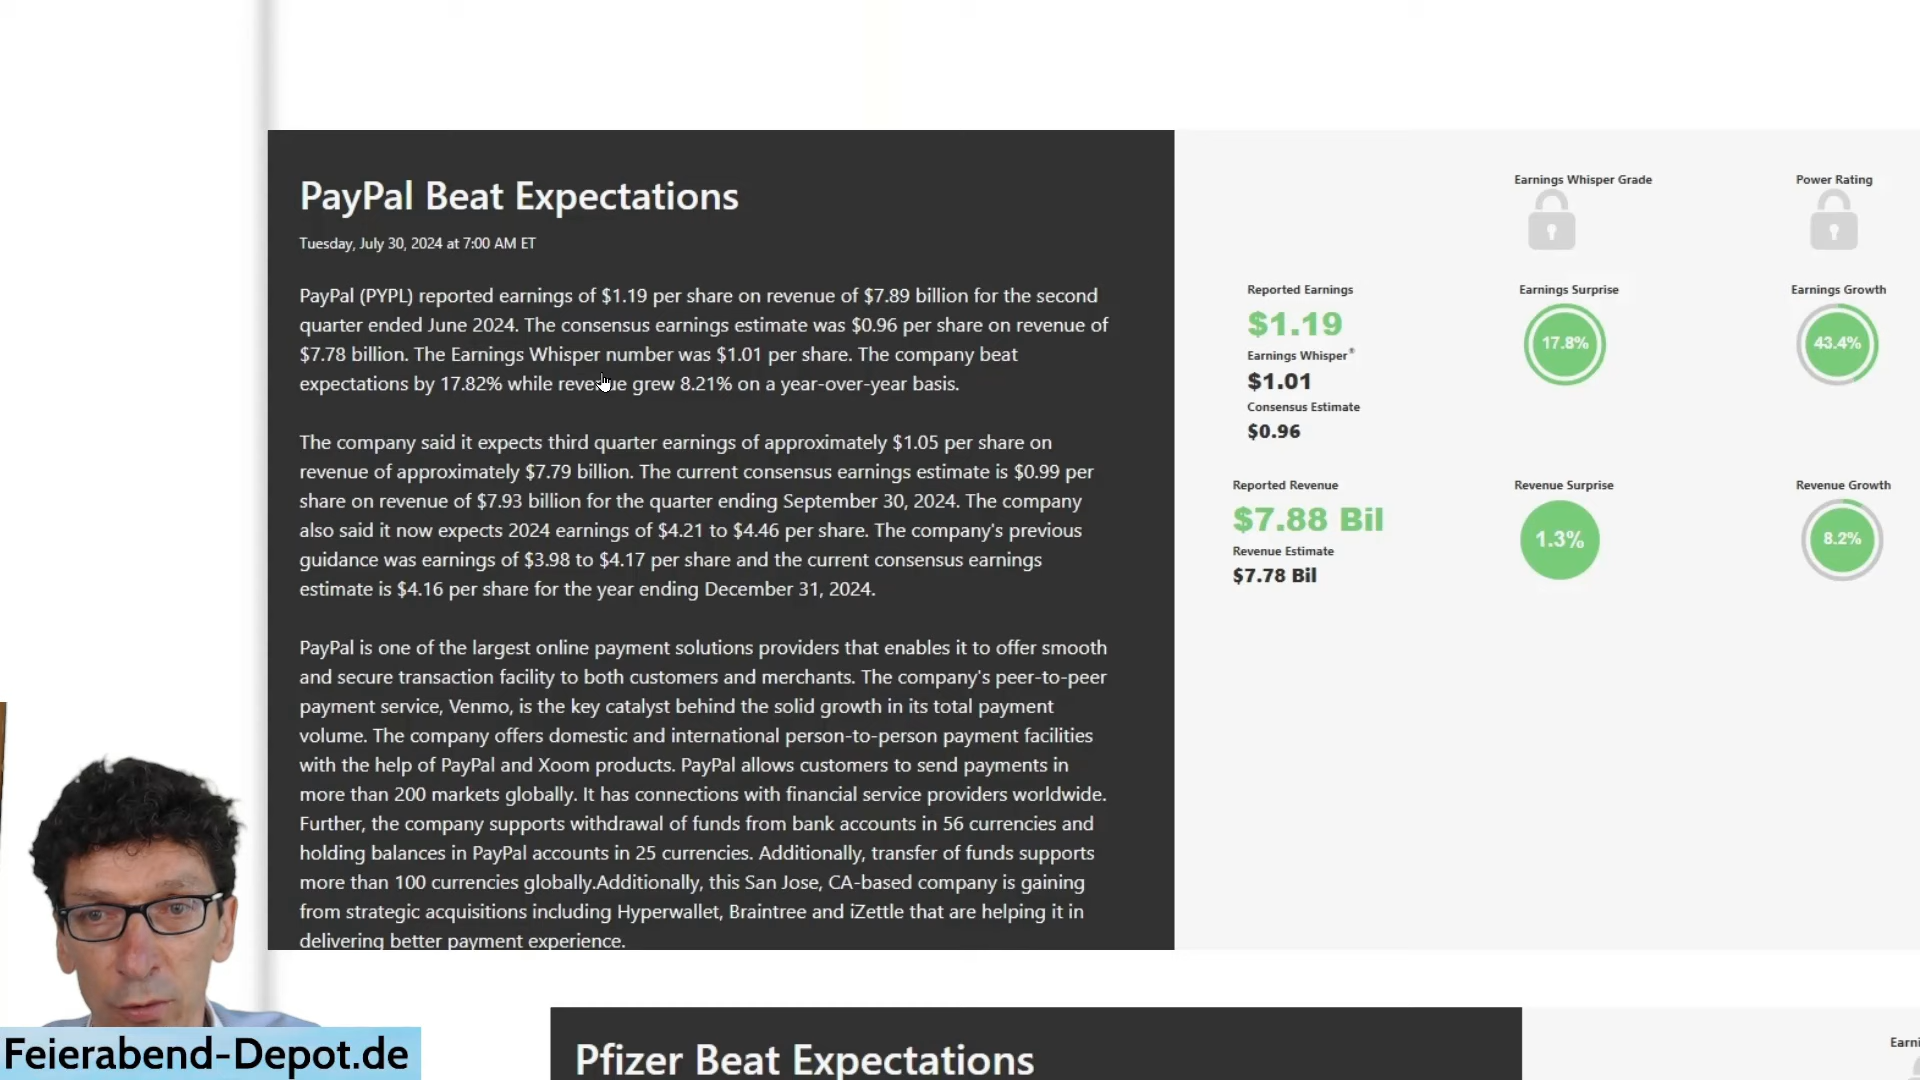 PayPal Beat Expectations
Tuesday, July 30, 2024 at 7:00 AM ET
PayPal (PYPL) reported earnings of $1.19 per share on revenue of $7.89 billion for the second
quarter ended June 2024. The consensus earnings estimate was $0.96 per share on revenue of
$7.78 billion. The Earnings Whisper number was $1.01 per share. The company beat
expectations by 17.82% while revenue grew 8.21% on a year-over-year basis.
The company said it expects third quarter earnings of approximately $1.05 per share on
revenue of approximately $7.79 billion. The current consensus earnings estimate is $0.99 per
share on revenue of $7.93 billion for the quarter ending September 30, 2024. The company
also said it now expects 2024 earnings of $4.21 to $4.46 per share. The company's previous
guidance was earnings of $3.98 to $4.17 per share and the current consensus earnings
estimate is $4.16 per share for the year ending December 31, 2024.
PayPal is one of the largest online payment solutions providers that enables it to offer smooth
and secure transaction facility to both customers and merchants. The company's peer-to-peer
payment service, Venmo, is the key catalyst behind the solid growth in its total payment
volume. The company offers domestic and international person-to-person payment facilities
with the help of PayPal and Xoom products. PayPal allows customers to send payments in
more than 200 markets globally. It has connections with financial service providers worldwide.
Further, the company supports withdrawal of funds from bank accounts in 56 currencies and
holding balances in PayPal accounts in 25 currencies. Additionally, transfer of funds supports
more than 100 currencies globally.Additionally, this San Jose, CA-based company is gaining
from strategic acquisitions including Hyperwallet, Braintree and iZettle that are helping it in
delivering better payment experience.
Earnings Whisper Grade
Power Rating
Reported Earnings
$1.19
Earnings Whisper®
$1.01
Consensus Estimate
$0.96
Earnings Surprise
17.8%
Earnings Growth
43.4%
Reported Revenue
$7.88 Bil
Revenue Estimate
$7.78 Bil
Revenue Surprise
1.3%
Revenue Growth
8.2%
Feierabend-Depot.de
Pfizer Beat Expectations